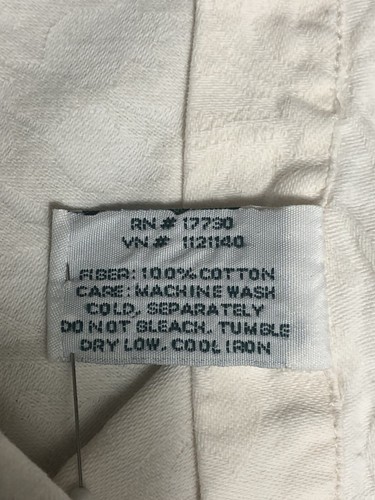 RN # 17730
VN # 1121140
FIBER: 100% COTTON
CARE: MACHINE WASH
COLD, SEPARATELY
DO NOT BLEACH, TUMBLE
DRY LOW, COOL IRON